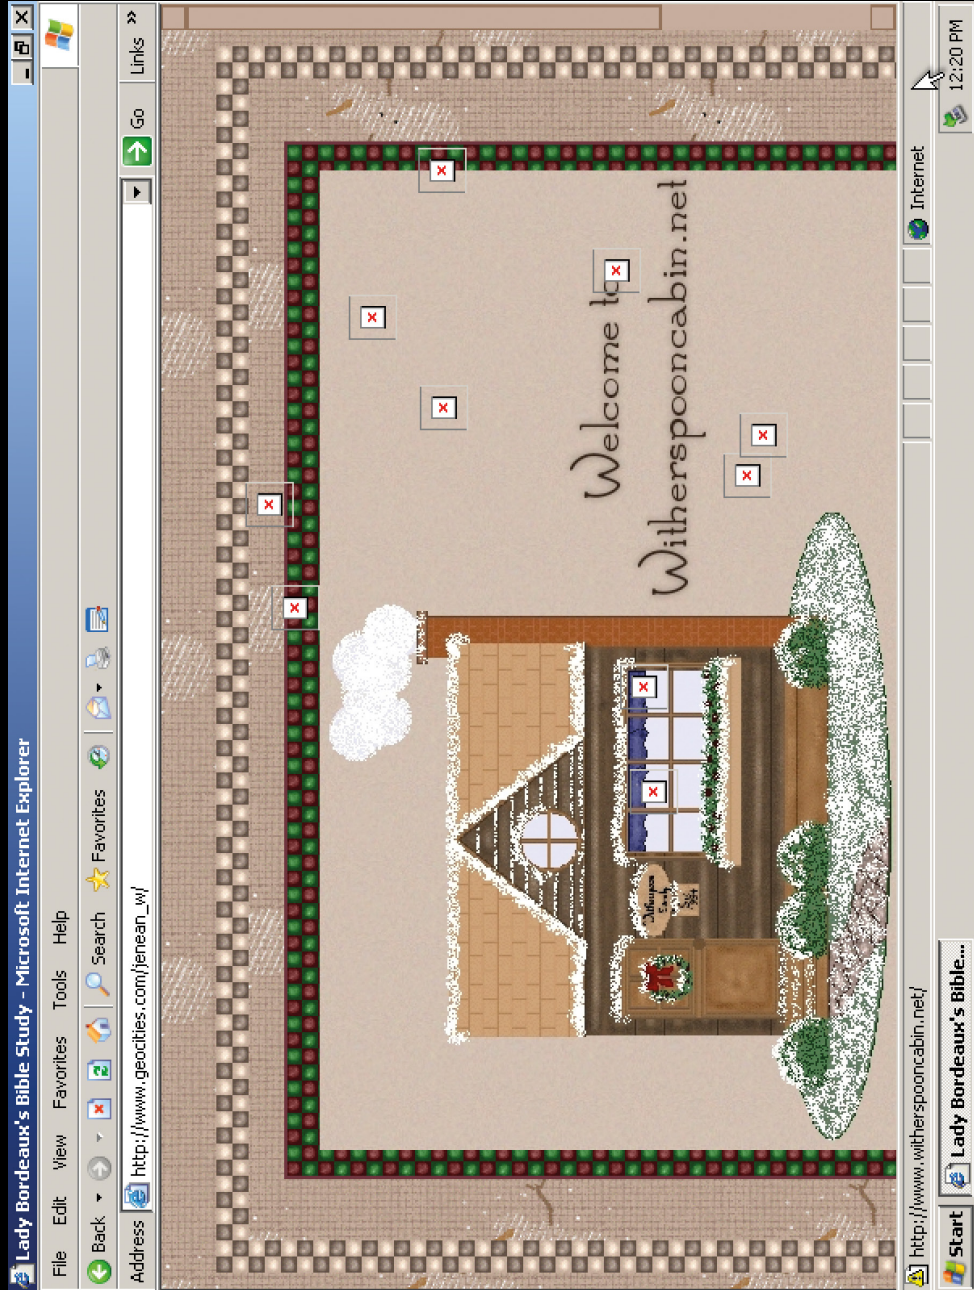 Lady Bordeaux's Bible Study - Microsoft Internet Explorer
File Edit View Favorites Tools Help
Back Search Favorites
Address http://www.geocities.com/jenean_w/ Go Links
Welcome to
Witherspooncabin.net
Witherspoon
Est.
http://www.witherspooncabin.net/ Internet
Start Lady Bordeaux's Bible... 12:20 PM